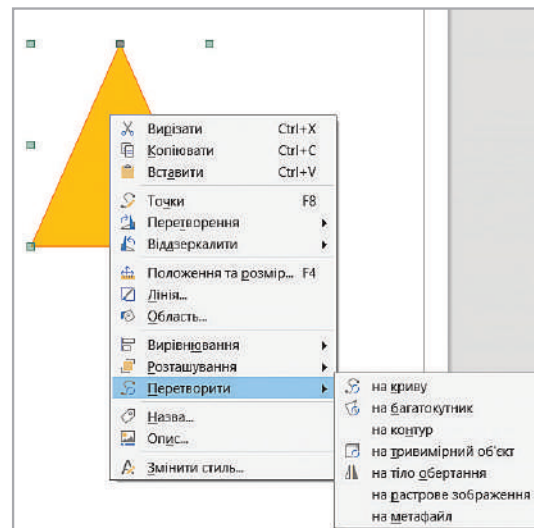 Вирізати Ctrl+X
Копіювати Ctrl+C
Вставити Ctrl+V
Точки F8
Перетворення
Віддзеркалити
Положення та розмір... F4
Лінія...
Область...
Вирівнювання
Розташування
Перетворити
Назва...
Опис...
Змінити стиль...
на криву
на багатокутник
на контур
на тривимірний об'єкт
на тіло обертання
на растрове зображення
на метафайл